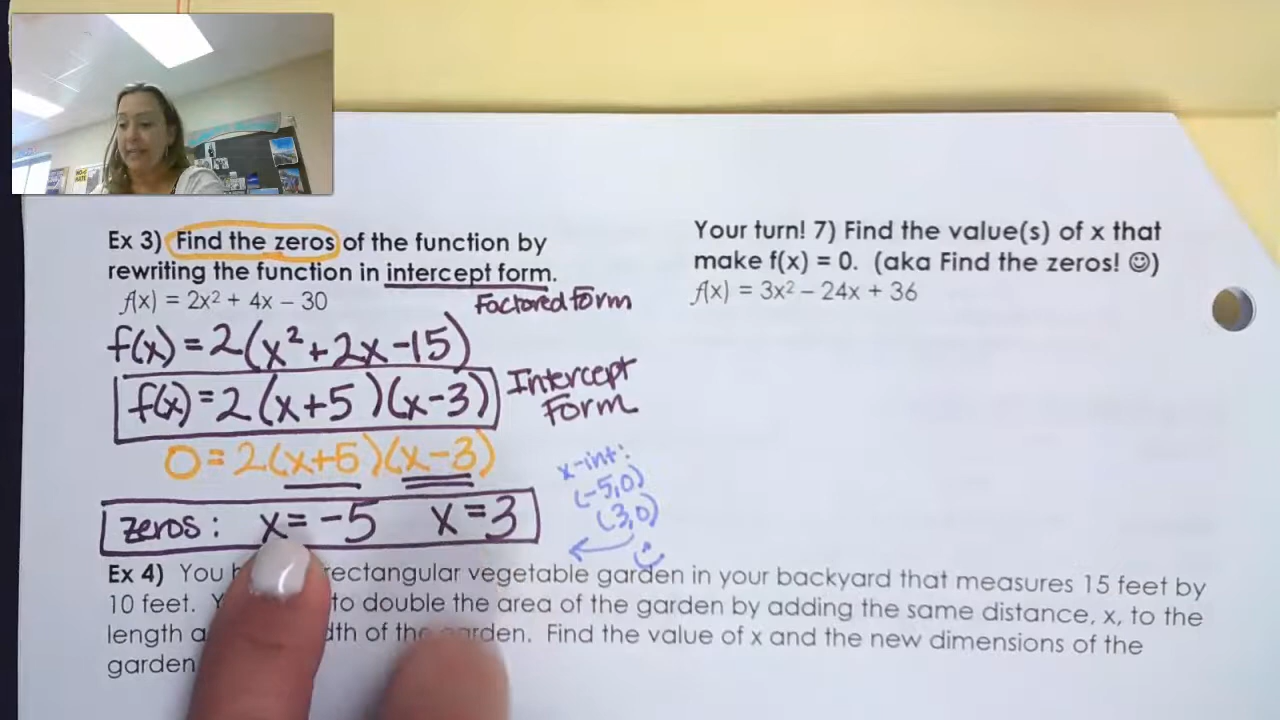 Ex 3) Find the zeros of the function by
rewriting the function in intercept form.
f(x) = 2x² + 4x – 30
Factored Form
f(x) = 2(x² + 2x - 15)
f(x) = 2(x+5)(x-3)
Intercept
Form
0 = 2(x+5)(x-3)
x-int:
(-5,0)
(3,0)
zeros: x = -5 x = 3
Your turn! 7) Find the value(s) of x that
make f(x) = 0. (aka Find the zeros! ☺)
f(x) = 3x² – 24x + 36
Ex 4) You rectangular vegetable garden in your backyard that measures 15 feet by
10 feet. to double the area of the garden by adding the same distance, x, to the
length of the garden. Find the value of x and the new dimensions of the
garden